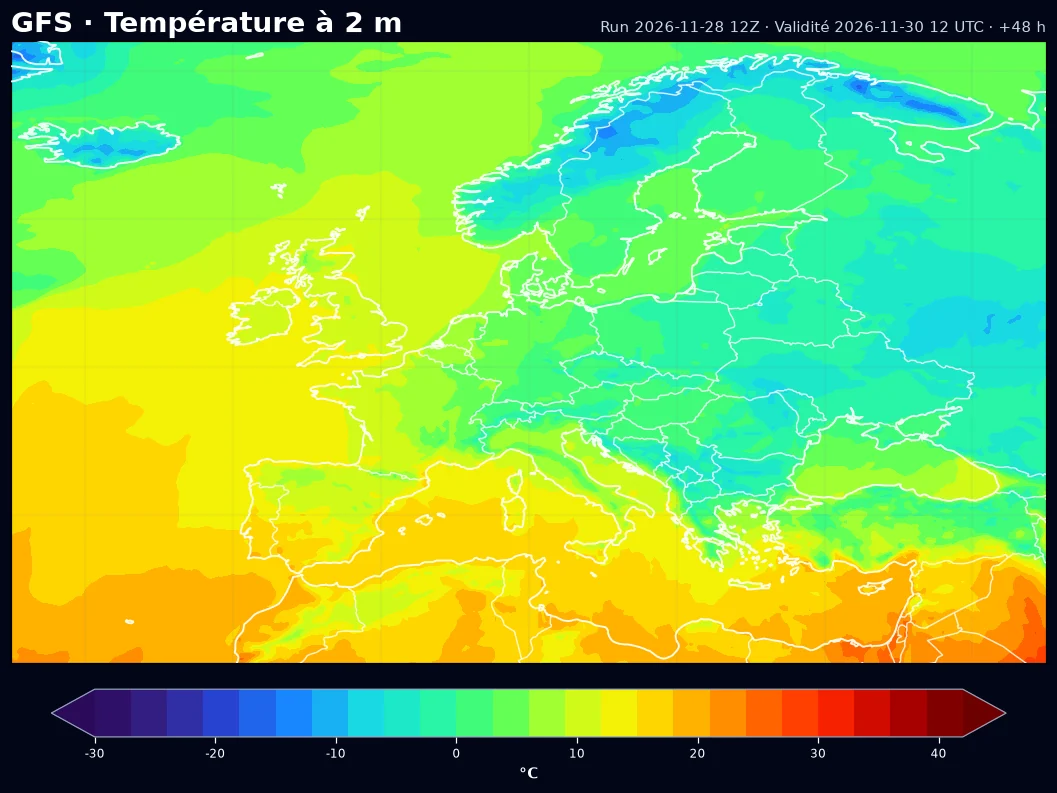 GFS · Température à 2 m
Run 2026-11-28 12Z · Validité 2026-11-30 12 UTC · +48 h
-30 -20 -10 0 10 20 30 40
°C